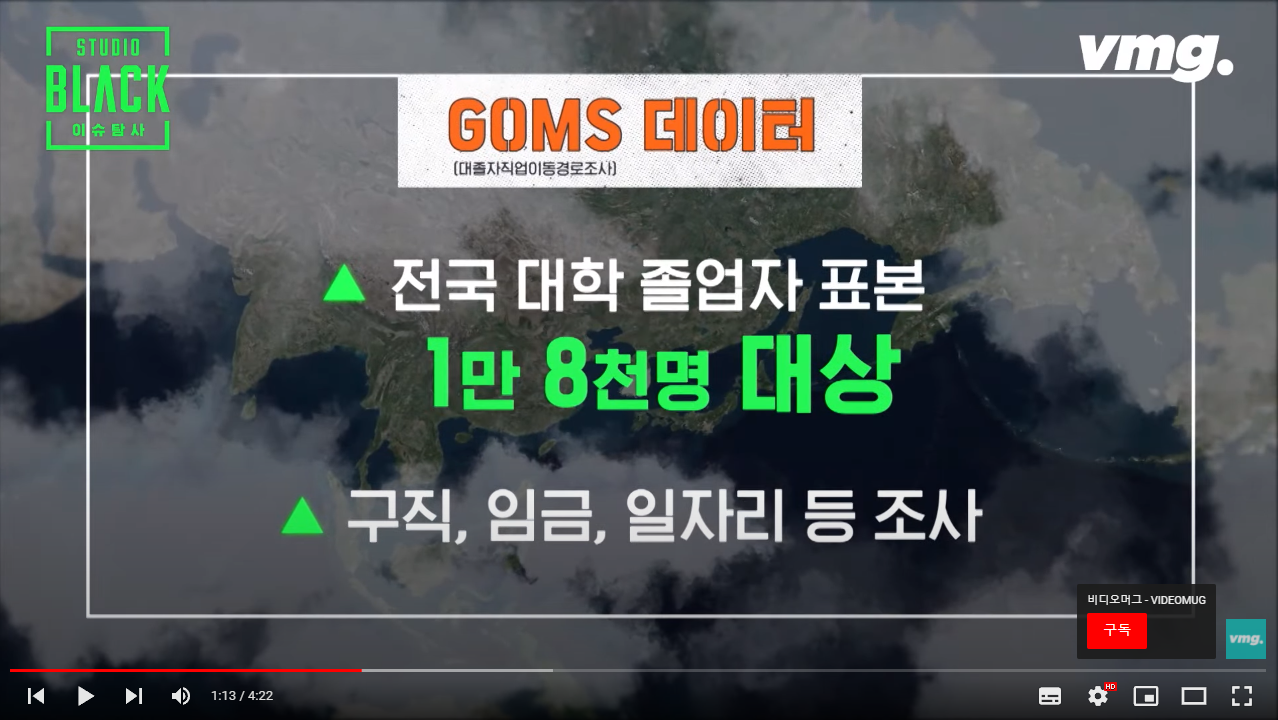 STUDIO
BLACK
이슈탐사
vmg.
GOMS 데이터
(대졸자직업이동경로조사)
▲ 전국 대학 졸업자 표본
1만 8천명 대상
▲ 구직, 임금, 일자리 등 조사
비디오머그 - VIDEOMUG
구독
vmg.
1:13 / 4:22
HD